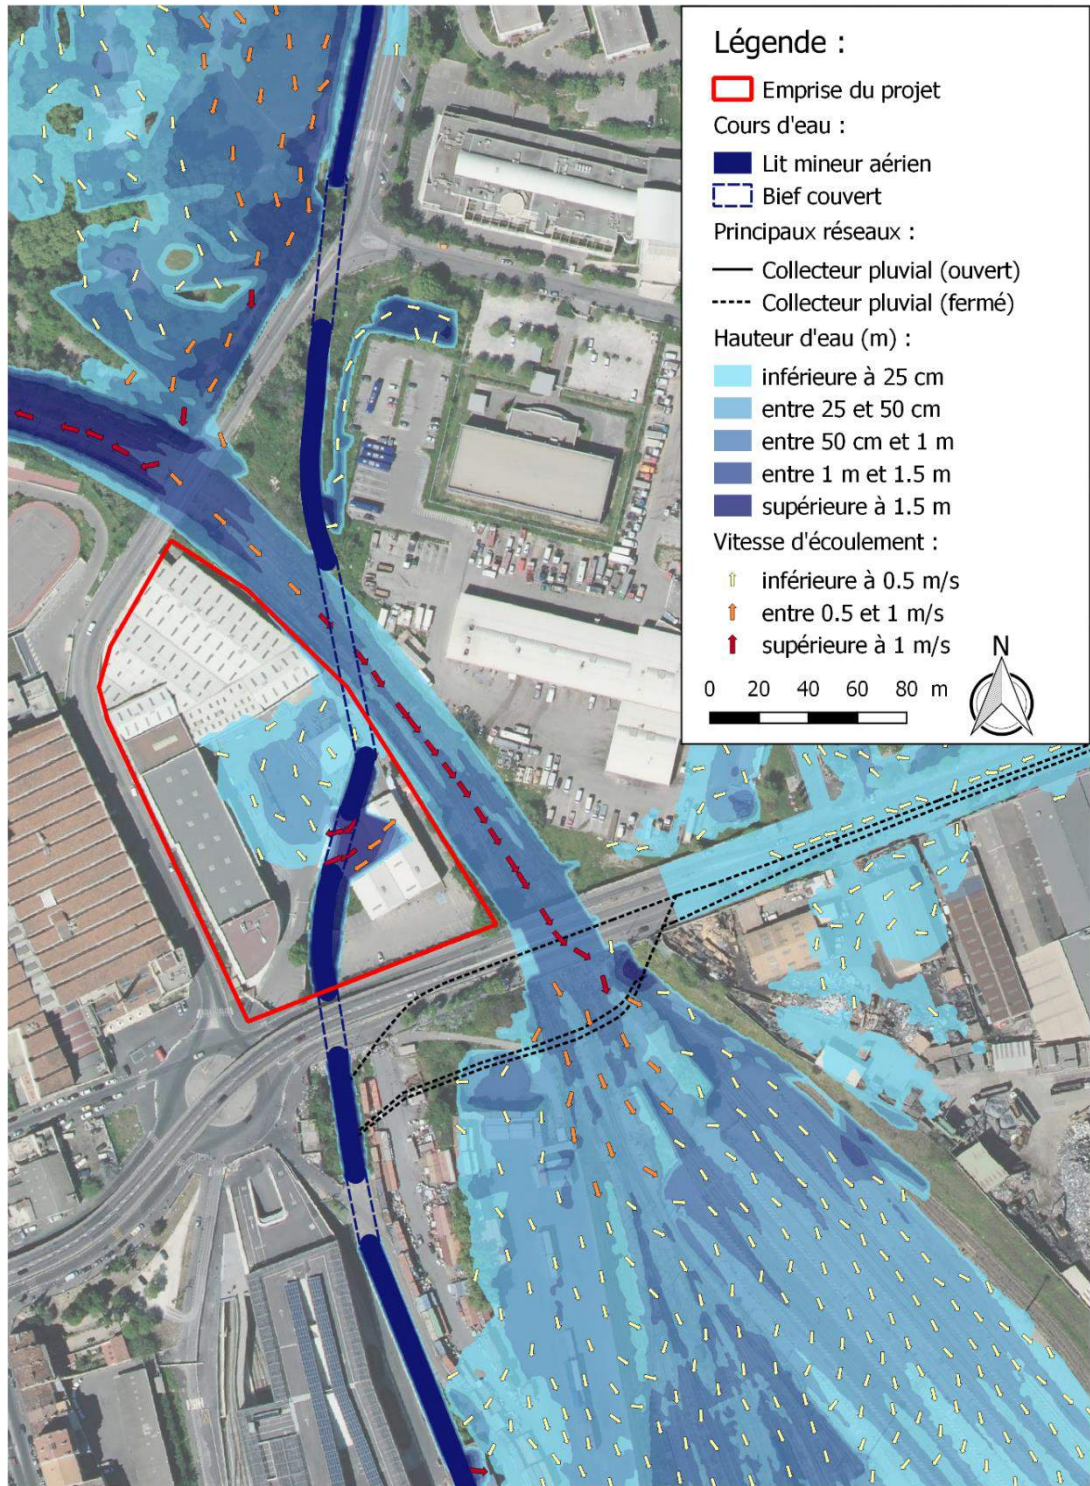 Légende :
Emprise du projet
Cours d'eau :
Lit mineur aérien
Bief couvert
Principaux réseaux :
Collecteur pluvial (ouvert)
Collecteur pluvial (fermé)
Hauteur d'eau (m) :
inférieure à 25 cm
entre 25 et 50 cm
entre 50 cm et 1 m
entre 1 m et 1.5 m
supérieure à 1.5 m
Vitesse d'écoulement :
inférieure à 0.5 m/s
entre 0.5 et 1 m/s
supérieure à 1 m/s
N
0 20 40 60 80 m